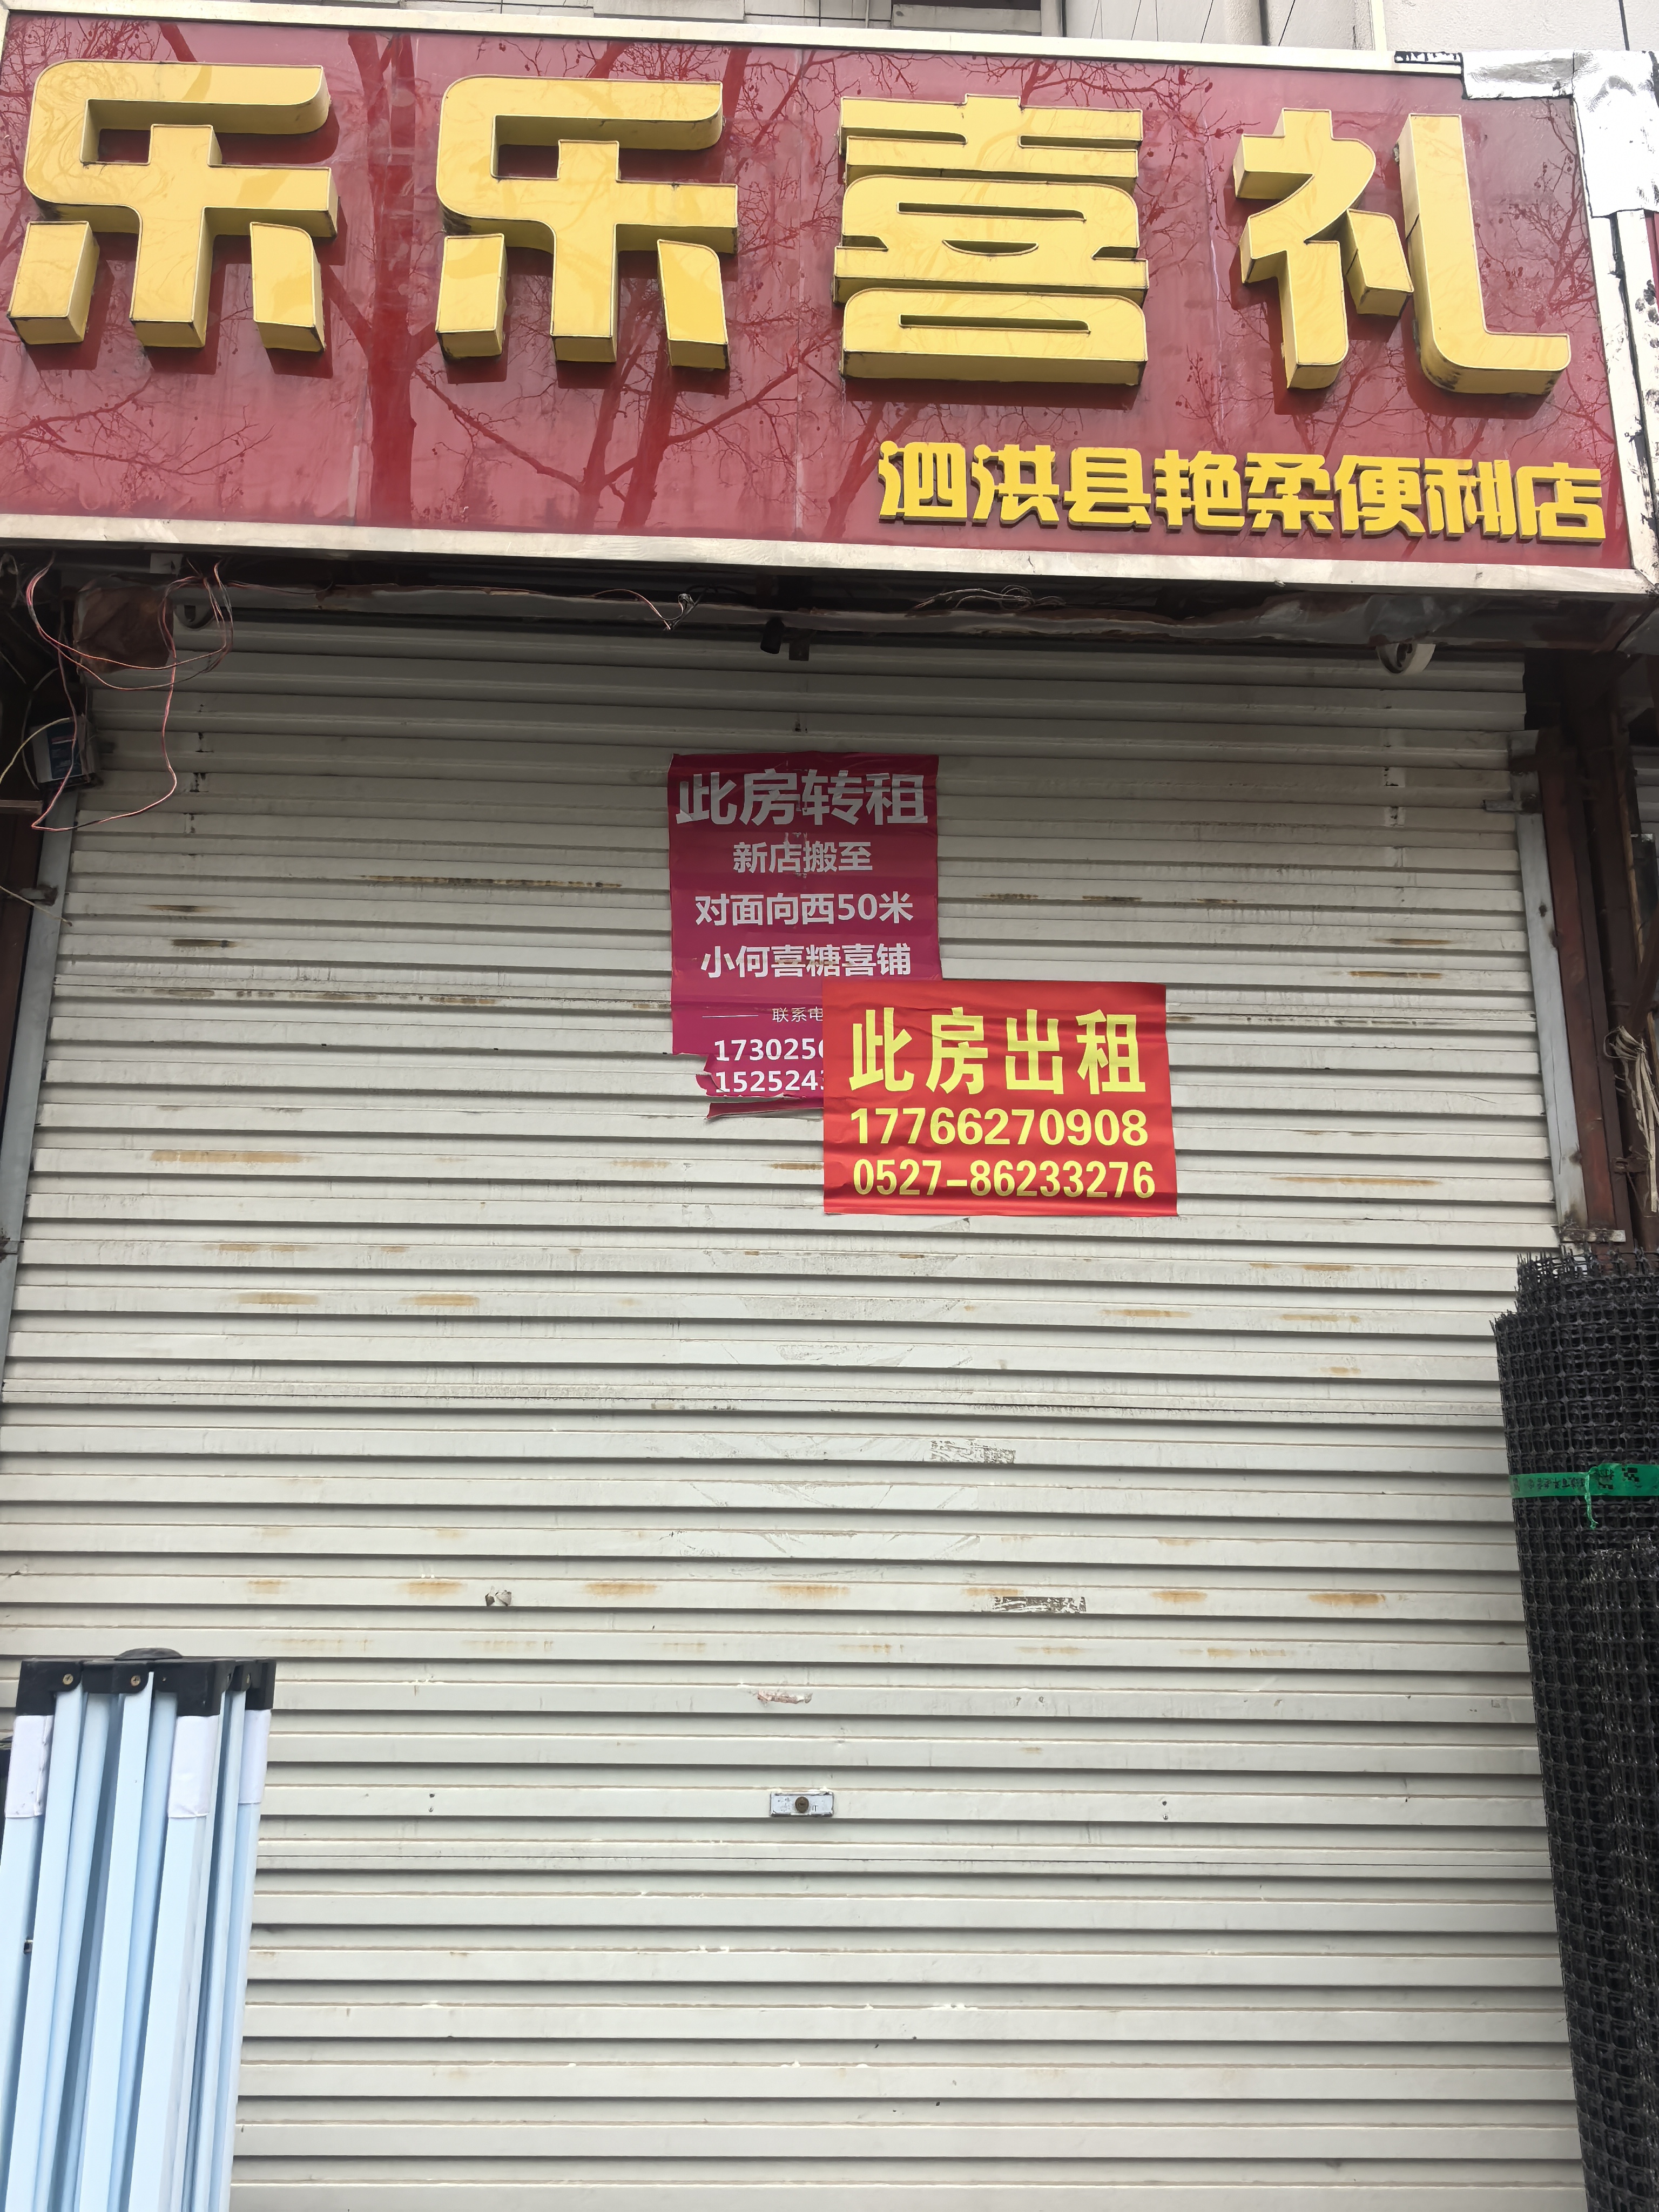 乐乐喜礼
泗洪县艳柔便利店
此房转租
新店搬至
对面向西50米
小何喜糖喜铺
联系电
1730256
1525243
此房出租
17766270908
0527-86233276